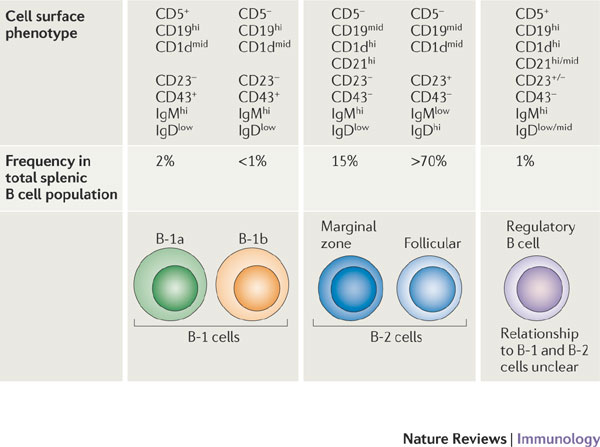 Cell surface
phenotype
CD5⁺
CD19ʰⁱ
CD1dᵐⁱᵈ
CD23⁻
CD43⁺
IgMʰⁱ
IgDˡᵒʷ
CD5⁻
CD19ʰⁱ
CD1dᵐⁱᵈ
CD23⁻
CD43⁺
IgMʰⁱ
IgDˡᵒʷ
CD5⁻
CD19ᵐⁱᵈ
CD1dʰⁱ
CD21ʰⁱ
CD23⁻
CD43⁻
IgMʰⁱ
IgDˡᵒʷ
CD5⁻
CD19ᵐⁱᵈ
CD1dᵐⁱᵈ
CD23⁺
CD43⁻
IgMˡᵒʷ
IgDʰⁱ
CD5⁺
CD19ʰⁱ
CD1dʰⁱ
CD21ʰⁱ/ᵐⁱᵈ
CD23⁺/⁻
CD43⁻
IgMʰⁱ
IgDˡᵒʷ/ᵐⁱᵈ
Frequency in
total splenic
B cell population
2%
<1%
15%
>70%
1%
B-1a
B-1b
B-1 cells
Marginal
zone
Follicular
B-2 cells
Regulatory
B cell
Relationship
to B-1 and B-2
cells unclear
Nature Reviews | Immunology